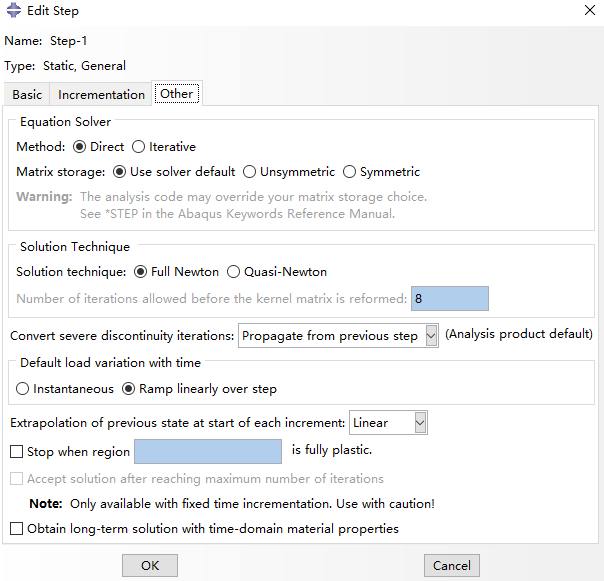 Edit Step
Name: Step-1
Type: Static, General
Basic Incrementation Other
Equation Solver
Method: Direct Iterative
Matrix storage: Use solver default Unsymmetric Symmetric
Warning: The analysis code may override your matrix storage choice.
See *STEP in the Abaqus Keywords Reference Manual.
Solution Technique
Solution technique: Full Newton Quasi-Newton
Number of iterations allowed before the kernel matrix is reformed: 8
Convert severe discontinuity iterations: Propagate from previous step (Analysis product default)
Default load variation with time
Instantaneous Ramp linearly over step
Extrapolation of previous state at start of each increment: Linear
Stop when region is fully plastic.
Accept solution after reaching maximum number of iterations
Note: Only available with fixed time incrementation. Use with caution!
Obtain long-term solution with time-domain material properties
OK Cancel